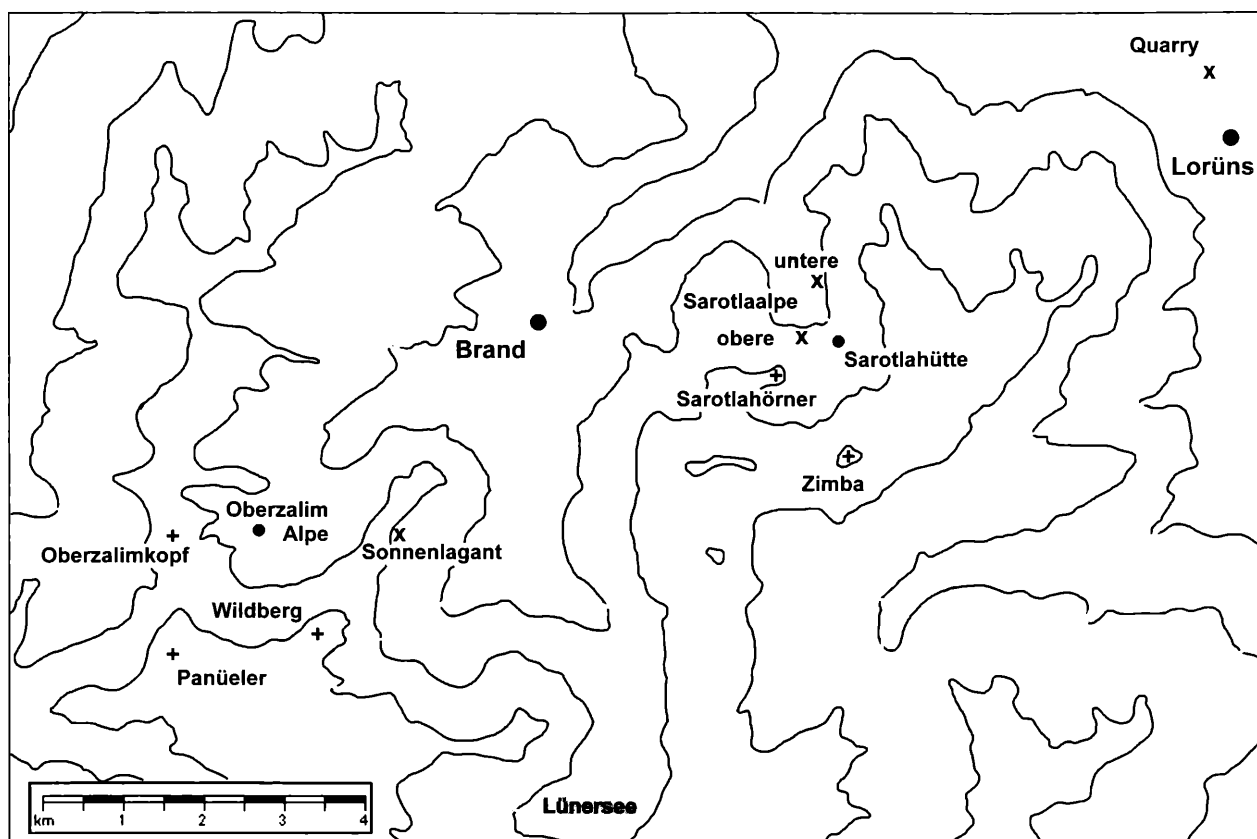 Quarry
x
Lorüns
untere
x
Sarotlaalpe
obere x
Sarotlahütte
Brand
Sarotlahörner
Zimba
Oberzalim
Alpe
x
Oberzalimkopf
Sonnenlagant
Wildberg
Panüeler
Lünersee
km 1 2 3 4